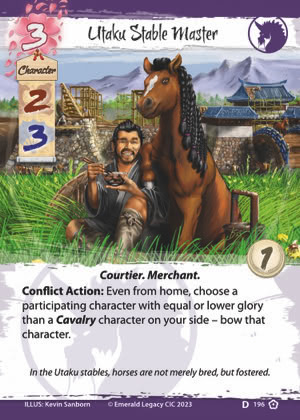 3
Utaku Stable Master
Character
2
3
1
Courtier. Merchant.
Conflict Action: Even from home, choose a
participating character with equal or lower glory
than a Cavalry character on your side – bow that
character.
In the Utaku stables, horses are not merely bred, but fostered.
ILLUS: Kevin Sanborn © Emerald Legacy CIC 2023 D 196